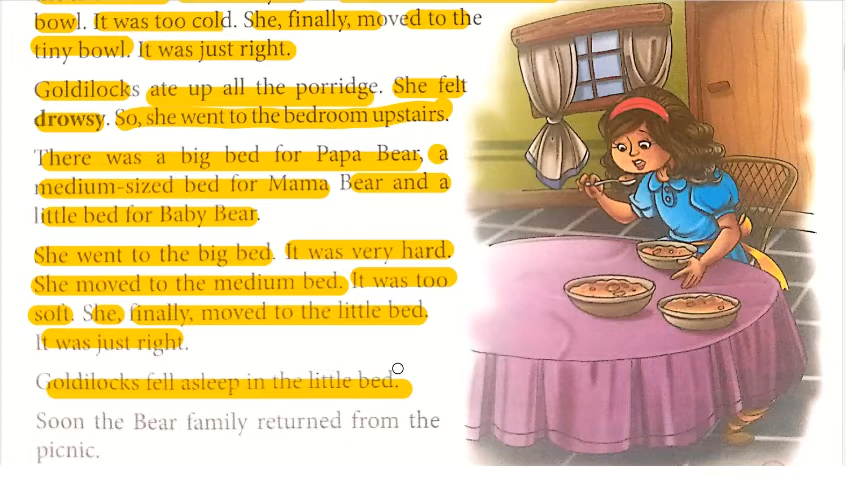 bowl. It was too cold. She, finally, moved to the
tiny bowl. It was just right.
Goldilocks ate up all the porridge. She felt
drowsy. So, she went to the bedroom upstairs.
There was a big bed for Papa Bear, a
medium-sized bed for Mama Bear and a
little bed for Baby Bear.
She went to the big bed. It was very hard.
She moved to the medium bed. It was too
soft. She, finally, moved to the little bed.
It was just right.
Goldilocks fell asleep in the little bed.
Soon the Bear family returned from the
picnic.